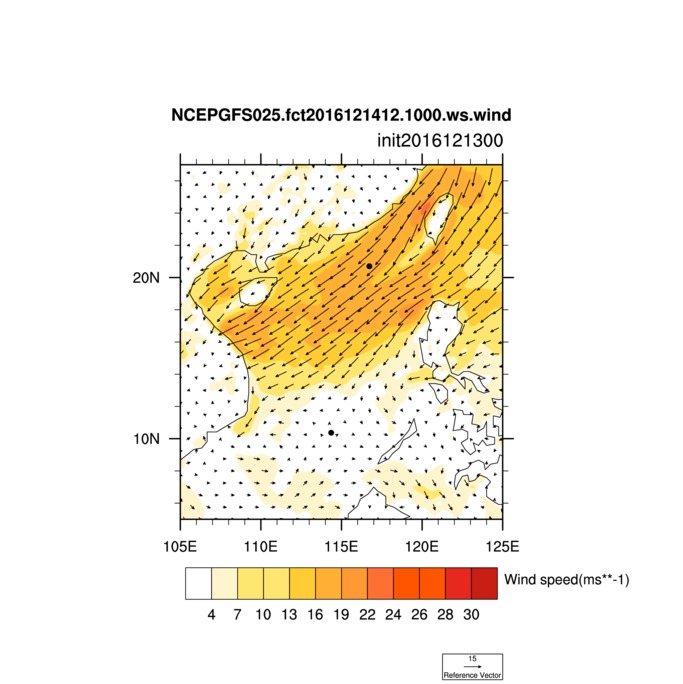 NCEPGFS025.fct2016121412.1000.ws.wind
init2016121300
20N
10N
105E 110E 115E 120E 125E
Wind speed(ms**-1)
4 7 10 13 16 19 22 24 26 28 30
15
Reference Vector